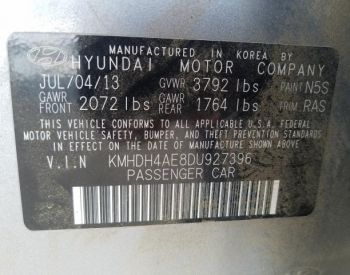 MANUFACTURED IN KOREA BY
HYUNDAI MOTOR COMPANY
JUL/04/13 GVWR 3792 lbs PAINT N5S
GAWR FRONT 2072 lbs GAWR REAR 1764 lbs TRIM RAS
THIS VEHICLE CONFORMS TO ALL APPLICABLE U.S.A. FEDERAL
MOTOR VEHICLE SAFETY, BUMPER, AND THEFT PREVENTION STANDARDS
IN EFFECT ON THE DATE OF MANUFACTURE SHOWN ABOVE.
V.I.N KMHDH4AE8DU927396
PASSENGER CAR